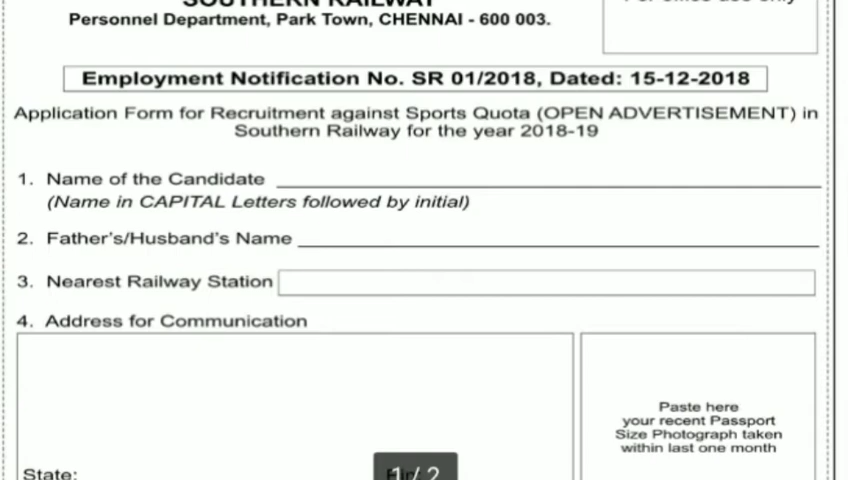 SOUTHERN RAILWAY
Personnel Department, Park Town, CHENNAI - 600 003.
For office use only
Employment Notification No. SR 01/2018, Dated: 15-12-2018
Application Form for Recruitment against Sports Quota (OPEN ADVERTISEMENT) in
Southern Railway for the year 2018-19
1. Name of the Candidate
(Name in CAPITAL Letters followed by initial)
2. Father's/Husband's Name
3. Nearest Railway Station
4. Address for Communication
Paste here
your recent Passport
Size Photograph taken
within last one month
State:
1 / 2